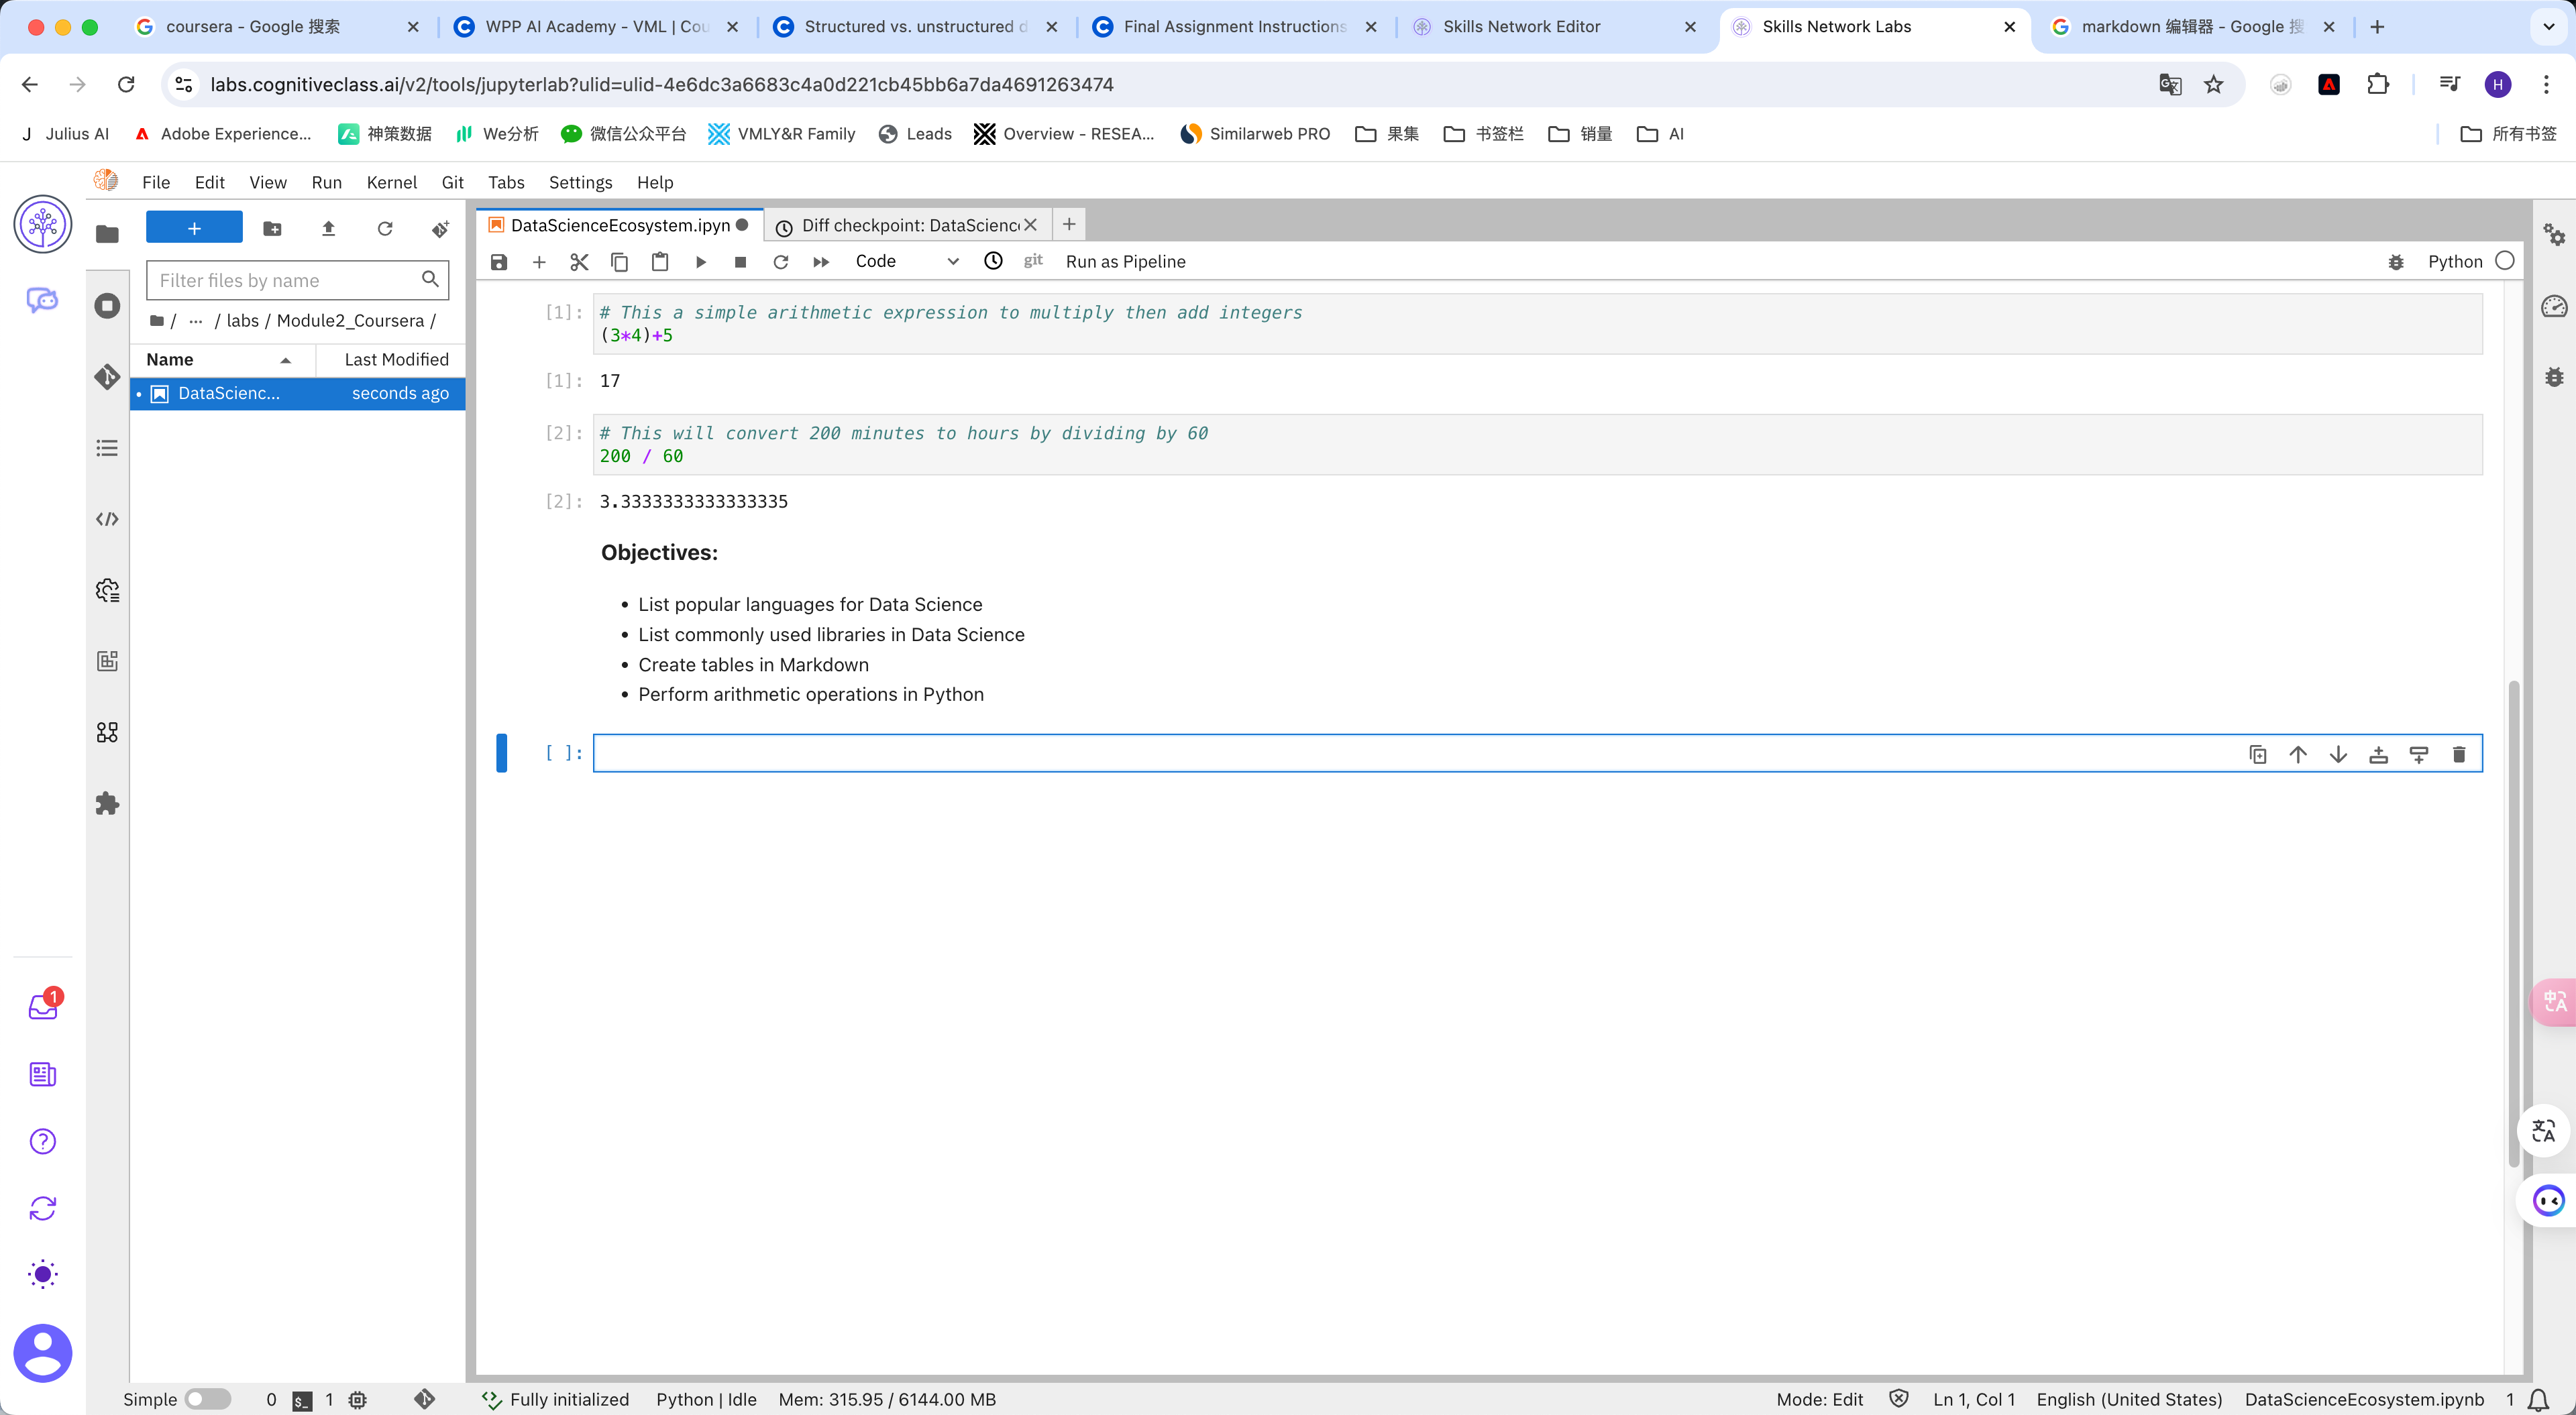 coursera - Google 搜索
WPP AI Academy - VML | Cou
Structured vs. unstructured d
Final Assignment Instructions
Skills Network Editor
Skills Network Labs
markdown 编辑器 - Google 搜
labs.cognitiveclass.ai/v2/tools/jupyterlab?ulid=ulid-4e6dc3a6683c4a0d221cb45bb6a7da4691263474
H
J Julius AI
Adobe Experience...
神策数据
We分析
微信公众平台
VMLY&R Family
Leads
Overview - RESEA...
Similarweb PRO
果集
书签栏
销量
AI
所有书签
File Edit View Run Kernel Git Tabs Settings Help
DataScienceEcosystem.ipyn
Diff checkpoint: DataScienc
Code
git
Run as Pipeline
Python
Filter files by name
/ ... / labs / Module2_Coursera /
Name Last Modified
DataScienc... seconds ago
[1]: # This a simple arithmetic expression to multiply then add integers
(3*4)+5
[1]: 17
[2]: # This will convert 200 minutes to hours by dividing by 60
200 / 60
[2]: 3.3333333333333335
Objectives:
• List popular languages for Data Science
• List commonly used libraries in Data Science
• Create tables in Markdown
• Perform arithmetic operations in Python
[ ]:
1
中A
文A
Simple 0 $_ 1 Fully initialized Python | Idle Mem: 315.95 / 6144.00 MB Mode: Edit Ln 1, Col 1 English (United States) DataScienceEcosystem.ipynb 1